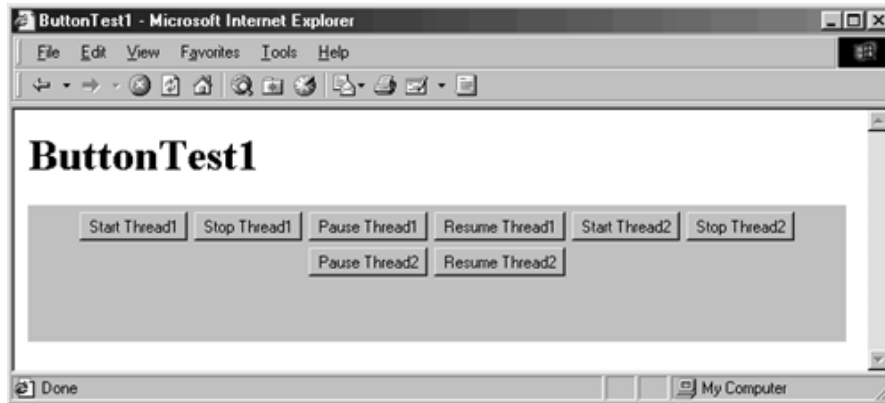 ButtonTest1 - Microsoft Internet Explorer
File Edit View Favorites Tools Help
ButtonTest1
Start Thread1 Stop Thread1 Pause Thread1 Resume Thread1 Start Thread2 Stop Thread2
Pause Thread2 Resume Thread2
Done My Computer